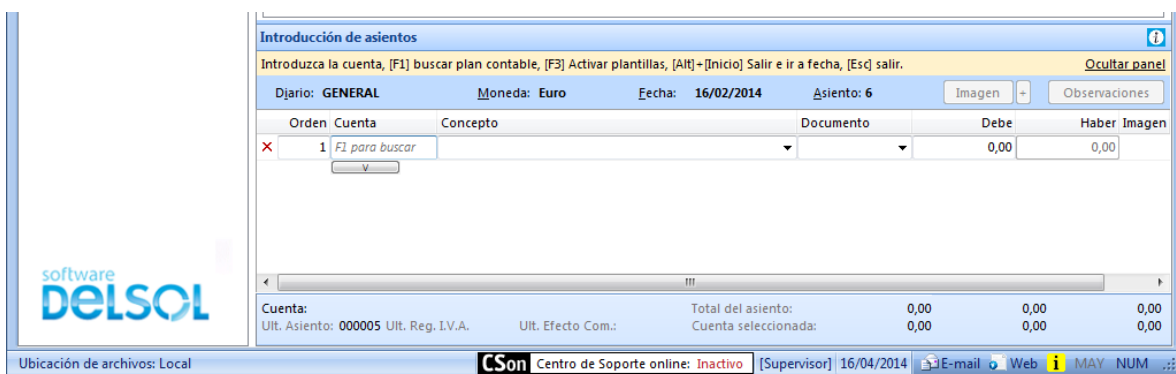 Introducción de asientos
Introduzca la cuenta, [F1] buscar plan contable, [F3] Activar plantillas, [Alt]+[Inicio] Salir e ir a fecha, [Esc] salir. Ocultar panel
Diario: GENERAL Moneda: Euro Fecha: 16/02/2014 Asiento: 6 Imagen + Observaciones
Orden Cuenta Concepto Documento Debe Haber Imagen
1 F1 para buscar 0,00 0,00
V
software
DELSOL
Cuenta: Total del asiento: 0,00 0,00 0,00
Ult. Asiento: 000005 Ult. Reg. I.V.A. Ult. Efecto Com.: Cuenta seleccionada: 0,00 0,00 0,00
Ubicación de archivos: Local CSon Centro de Soporte online: Inactivo [Supervisor] 16/04/2014 E-mail Web i MAY NUM